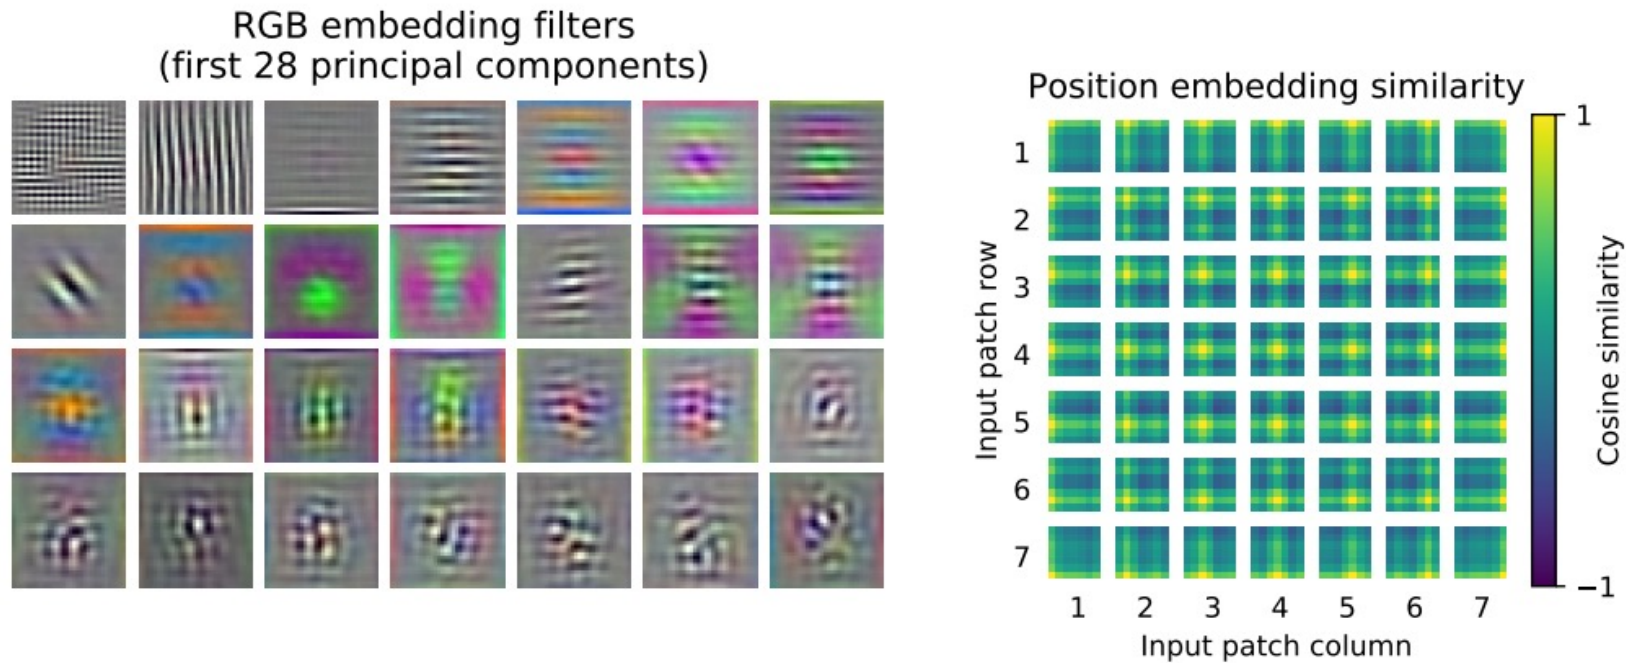 RGB embedding filters
(first 28 principal components)
Position embedding similarity
1
2
3
4
5
6
7
Input patch row
1 2 3 4 5 6 7
Input patch column
1
−1
Cosine similarity